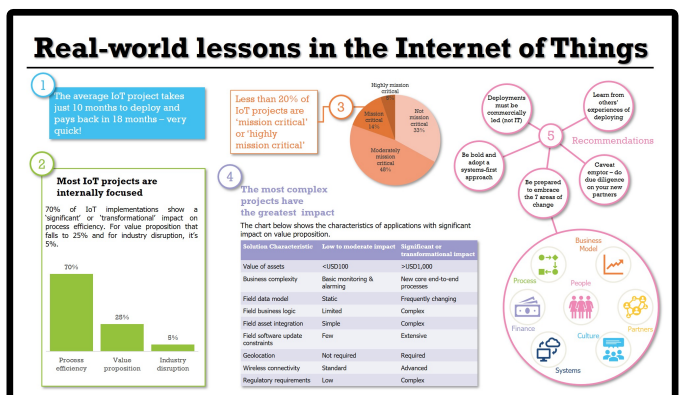 Real-world lessons in the Internet of Things
1
The average IoT project takes
just 10 months to deploy and
pays back in 18 months – very
quick!
2
Most IoT projects are
internally focused
70% of IoT implementations show a
'significant' or 'transformational' impact on
process efficiency. For value proposition that
falls to 25% and for industry disruption, it's
5%.
70%
25%
5%
Process
efficiency
Value
proposition
Industry
disruption
Less than 20% of
IoT projects are
'mission critical'
or 'highly
mission critical'
3
Highly mission
critical
Mission
critical
14%
Not
mission
critical
33%
Moderately
mission
critical
48%
4
The most complex
projects have
the greatest impact
The chart below shows the characteristics of applications with significant
impact on value proposition.
Solution Characteristic Low to moderate impact Significant or
transformational impact
Value of assets <USD100 >USD1,000
Business complexity Basic monitoring & New core end-to-end
alarming processes
Field data model Static Frequently changing
Field business logic Limited Complex
Field asset integration Simple Complex
Field software update Few Extensive
constraints
Geolocation Not required Required
Wireless connectivity Standard Advanced
Regulatory requirements Low Complex
5
Recommendations
Deployments
must be
commercially
led (not IT)
Learn from
others'
experiences of
deploying
Be bold and
adopt a
systems-first
approach
Be prepared
to embrace
the 7 areas of
change
Caveat
emptor – do
due diligence
on your new
partners
Business
Model
Process
People
Finance
Partners
Culture
Systems